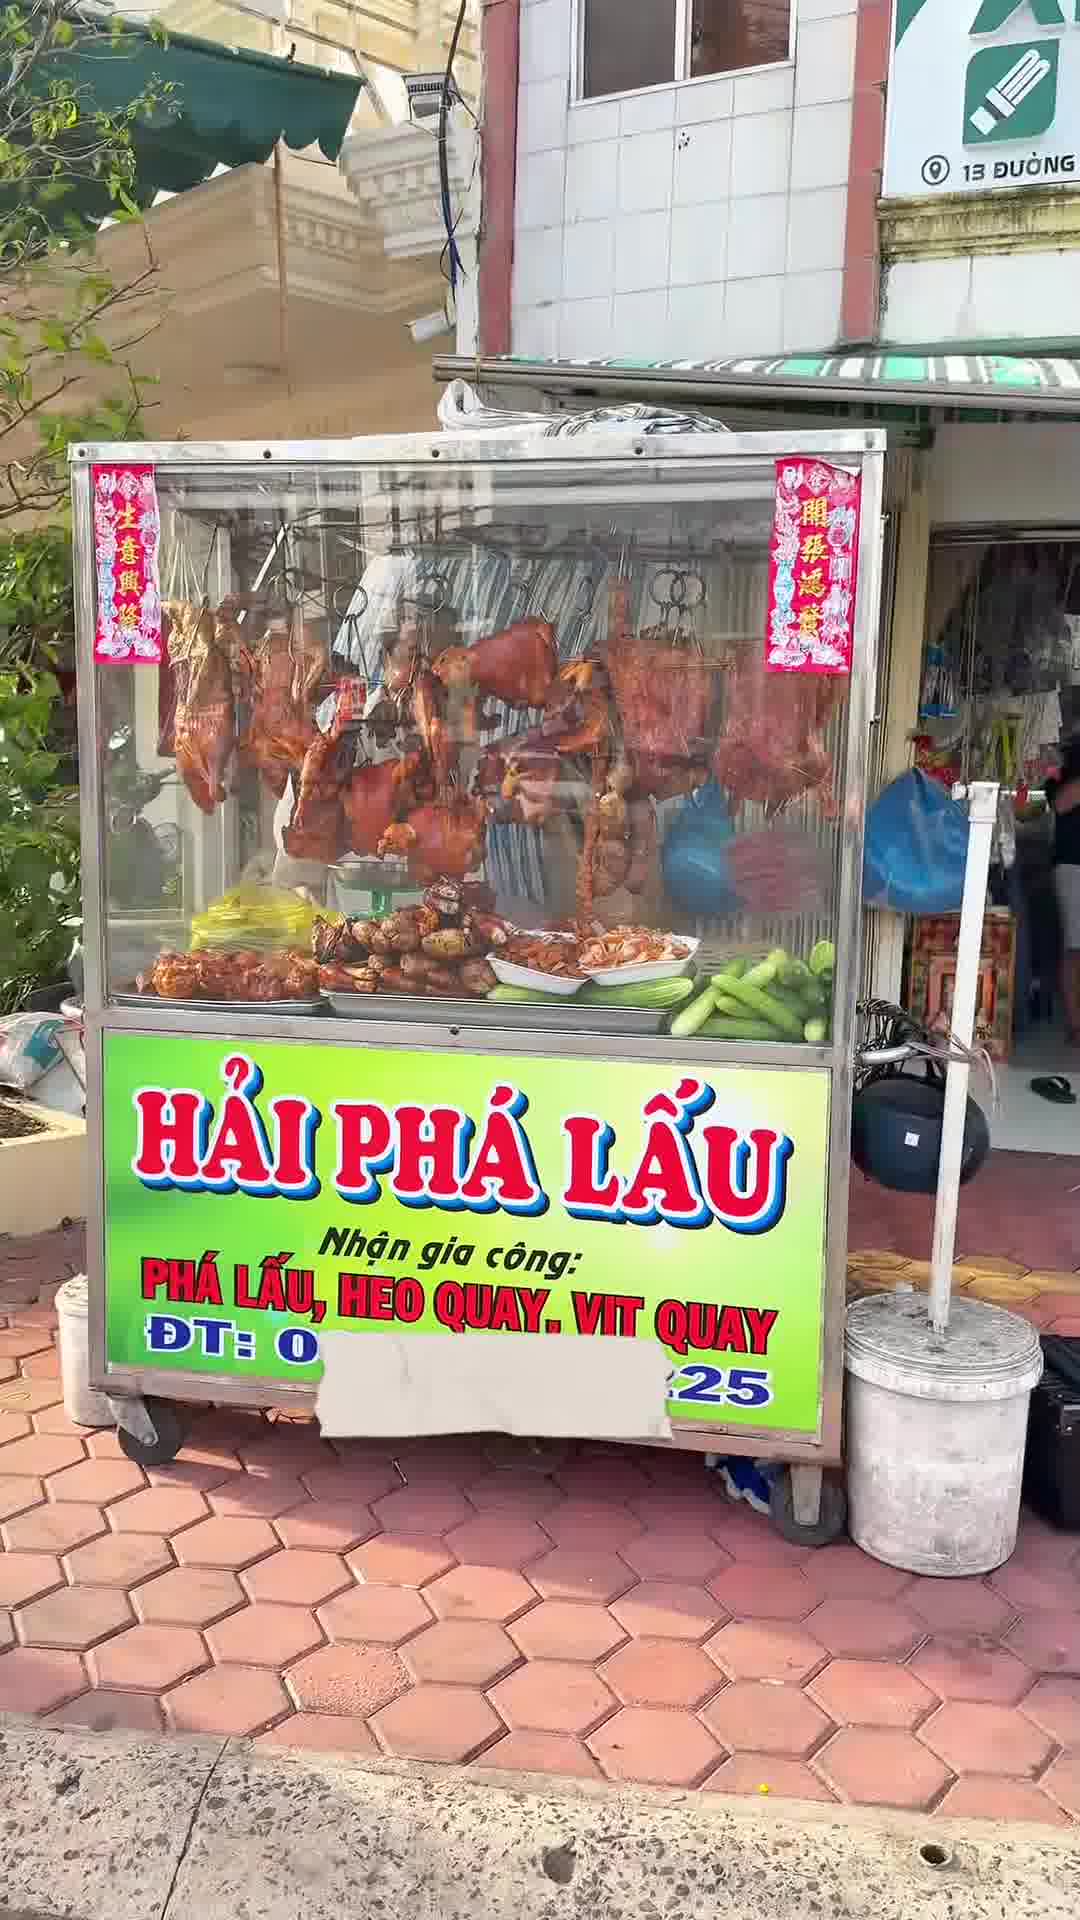 13 ĐƯỜNG
生意興隆
開張鴻發
HẢI PHÁ LẤU
Nhận gia công:
PHÁ LẤU, HEO QUAY, VỊT QUAY
ĐT: 0
25